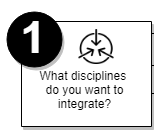 1
What disciplines
do you want to
integrate?